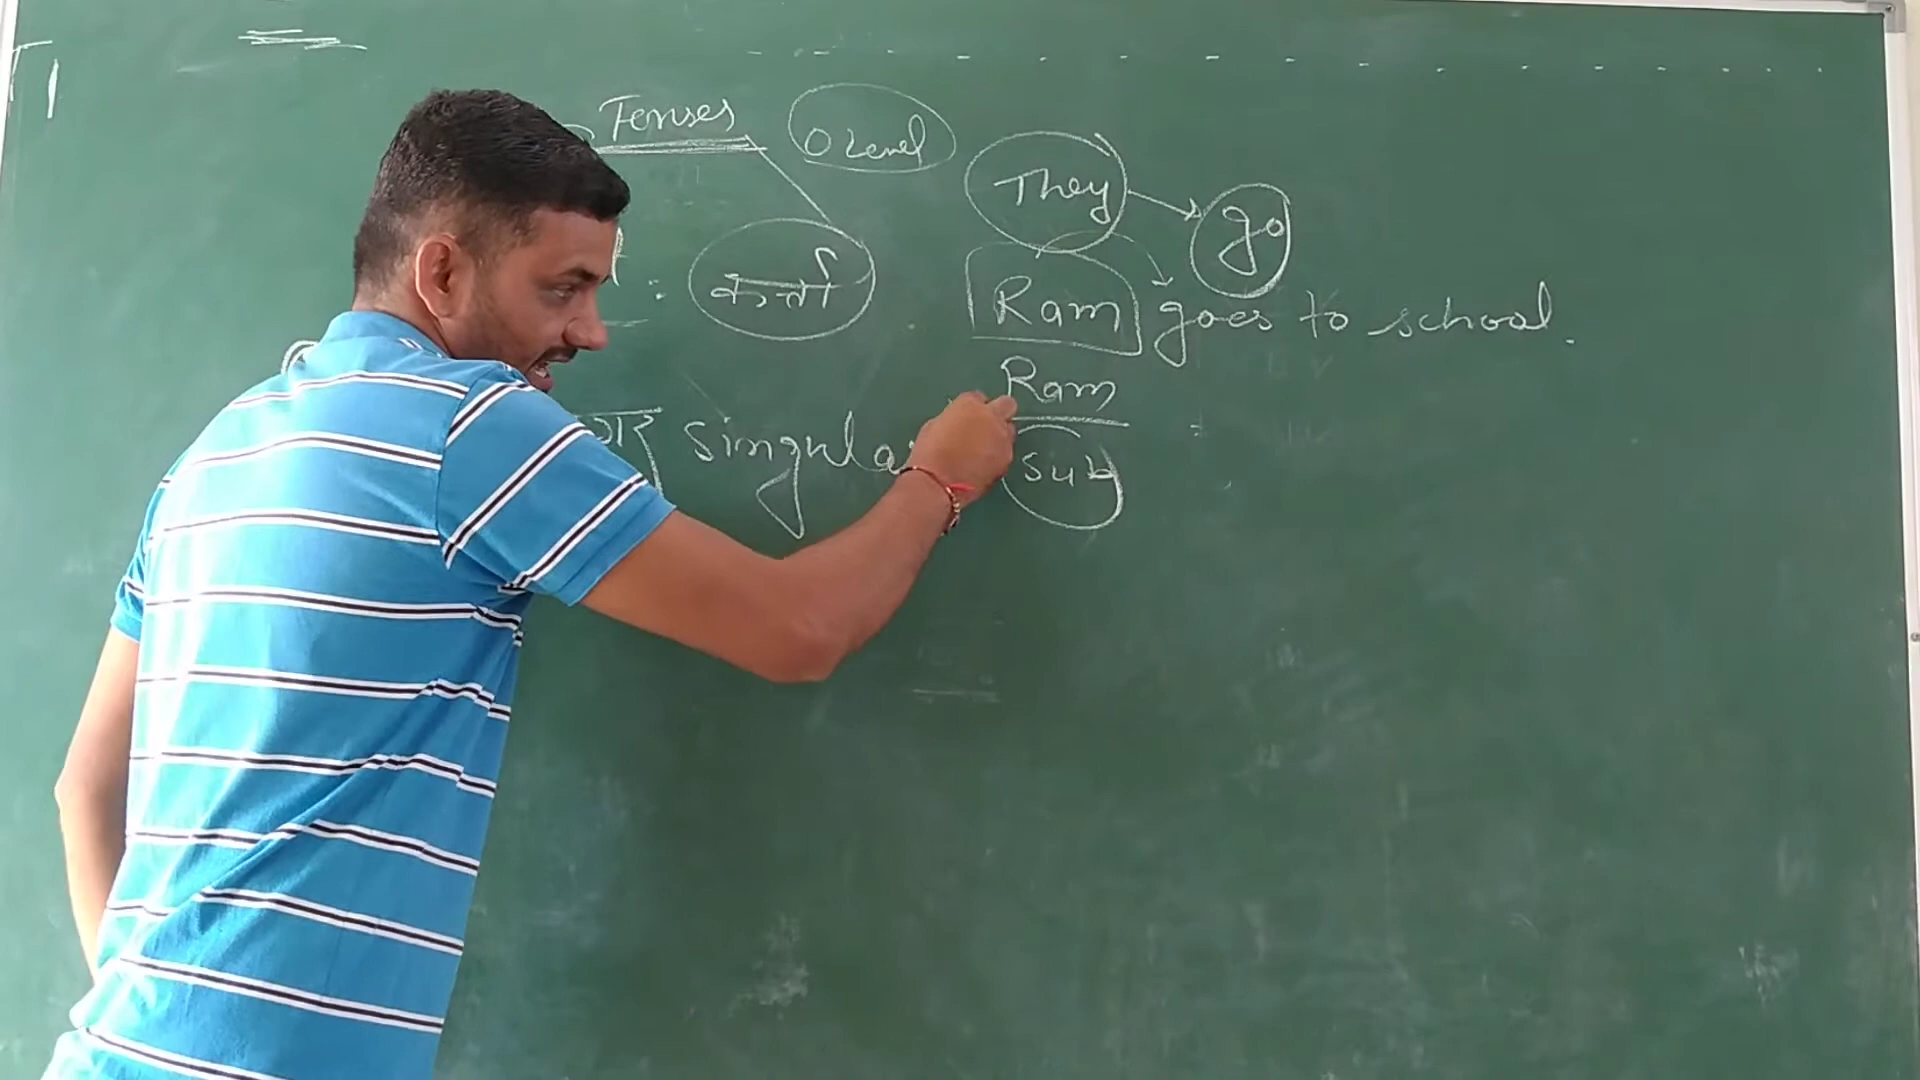 Tenses
O Level
They → go
: कर्ता
Ram goes to school.
Ram
singular
sub